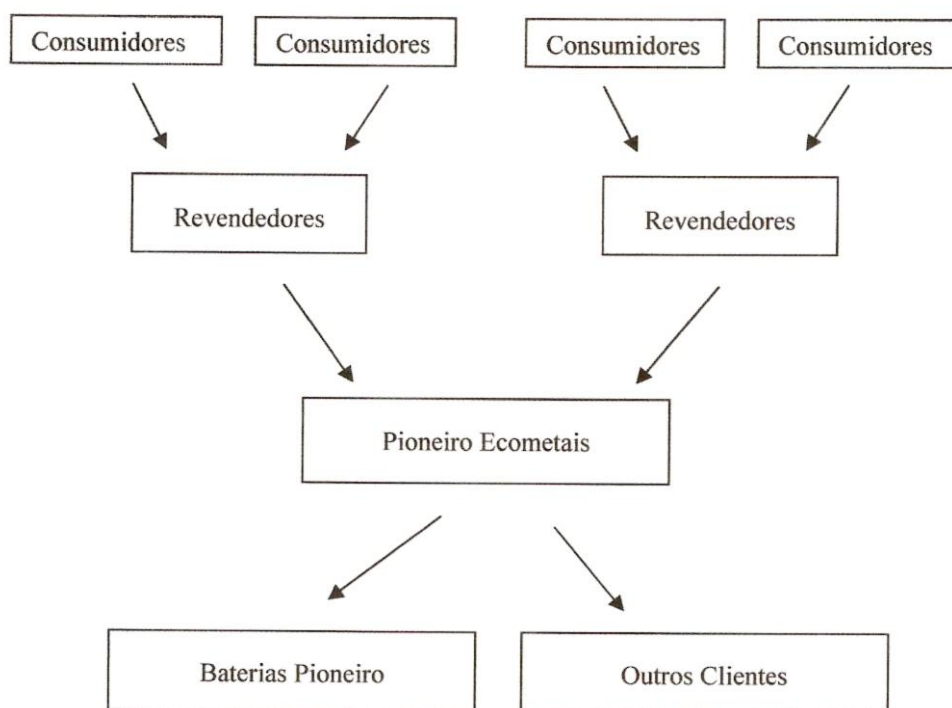 Consumidores
Consumidores
Consumidores
Consumidores
Revendedores
Revendedores
Pioneiro Ecometais
Baterias Pioneiro
Outros Clientes